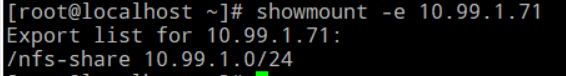 [root@localhost ~]# showmount -e 10.99.1.71
Export list for 10.99.1.71:
/nfs-share 10.99.1.0/24